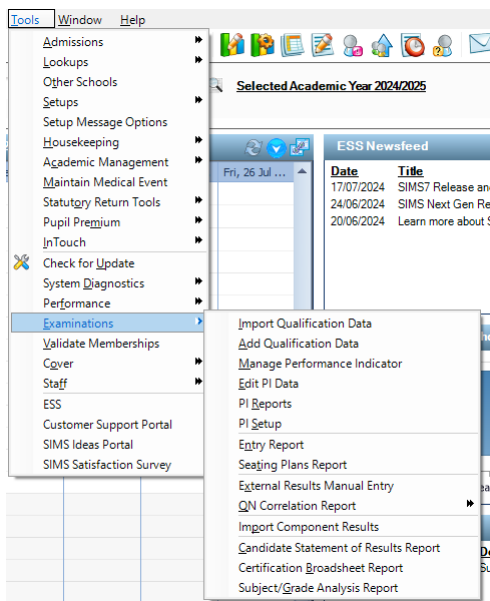 Tools Window Help
Admissions
Lookups
Other Schools
Setups
Setup Message Options
Housekeeping
Academic Management
Maintain Medical Event
Statutory Return Tools
Pupil Premium
InTouch
Check for Update
System Diagnostics
Performance
Examinations
Validate Memberships
Cover
Staff
ESS
Customer Support Portal
SIMS Ideas Portal
SIMS Satisfaction Survey
Selected Academic Year 2024/2025
Fri, 26 Jul ...
ESS Newsfeed
Date Title
17/07/2024 SIMS7 Release an
24/06/2024 SIMS Next Gen Re
20/06/2024 Learn more about S
Import Qualification Data
Add Qualification Data
Manage Performance Indicator
Edit PI Data
PI Reports
PI Setup
Entry Report
Seating Plans Report
External Results Manual Entry
QN Correlation Report
Import Component Results
Candidate Statement of Results Report
Certification Broadsheet Report
Subject/Grade Analysis Report